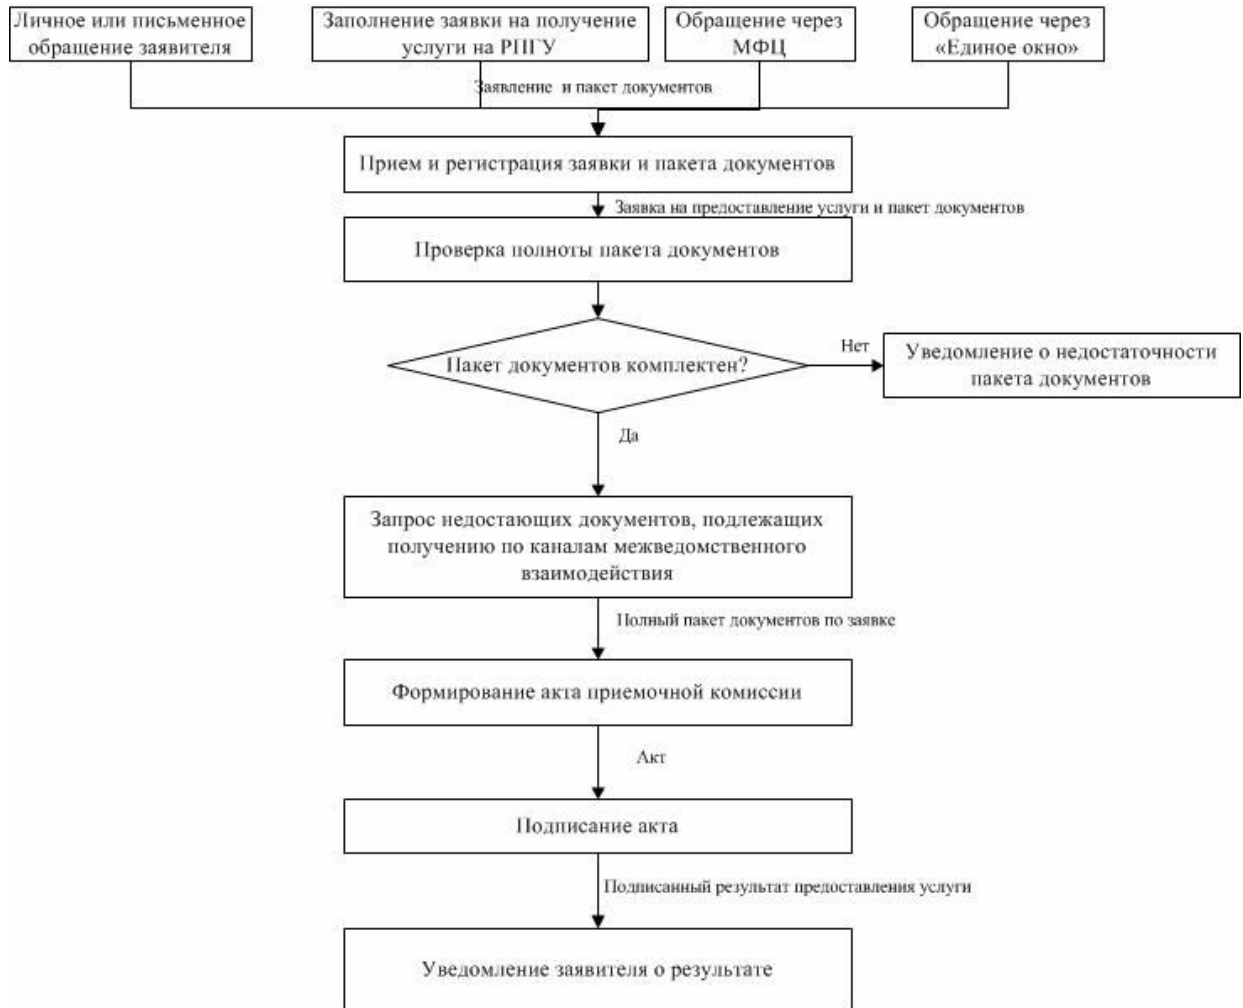 Личное или письменное
обращение заявителя
Заполнение заявки на получение
услуги на РПГУ
Обращение через
МФЦ
Обращение через
«Единое окно»
Заявление и пакет документов
Прием и регистрация заявки и пакета документов
Заявка на предоставление услуги и пакет документов
Проверка полноты пакета документов
Пакет документов комплектен?
Нет
Уведомление о недостаточности
пакета документов
Да
Запрос недостающих документов, подлежащих
получению по каналам межведомственного
взаимодействия
Полный пакет документов по заявке
Формирование акта приемочной комиссии
Акт
Подписание акта
Подписанный результат предоставления услуги
Уведомление заявителя о результате